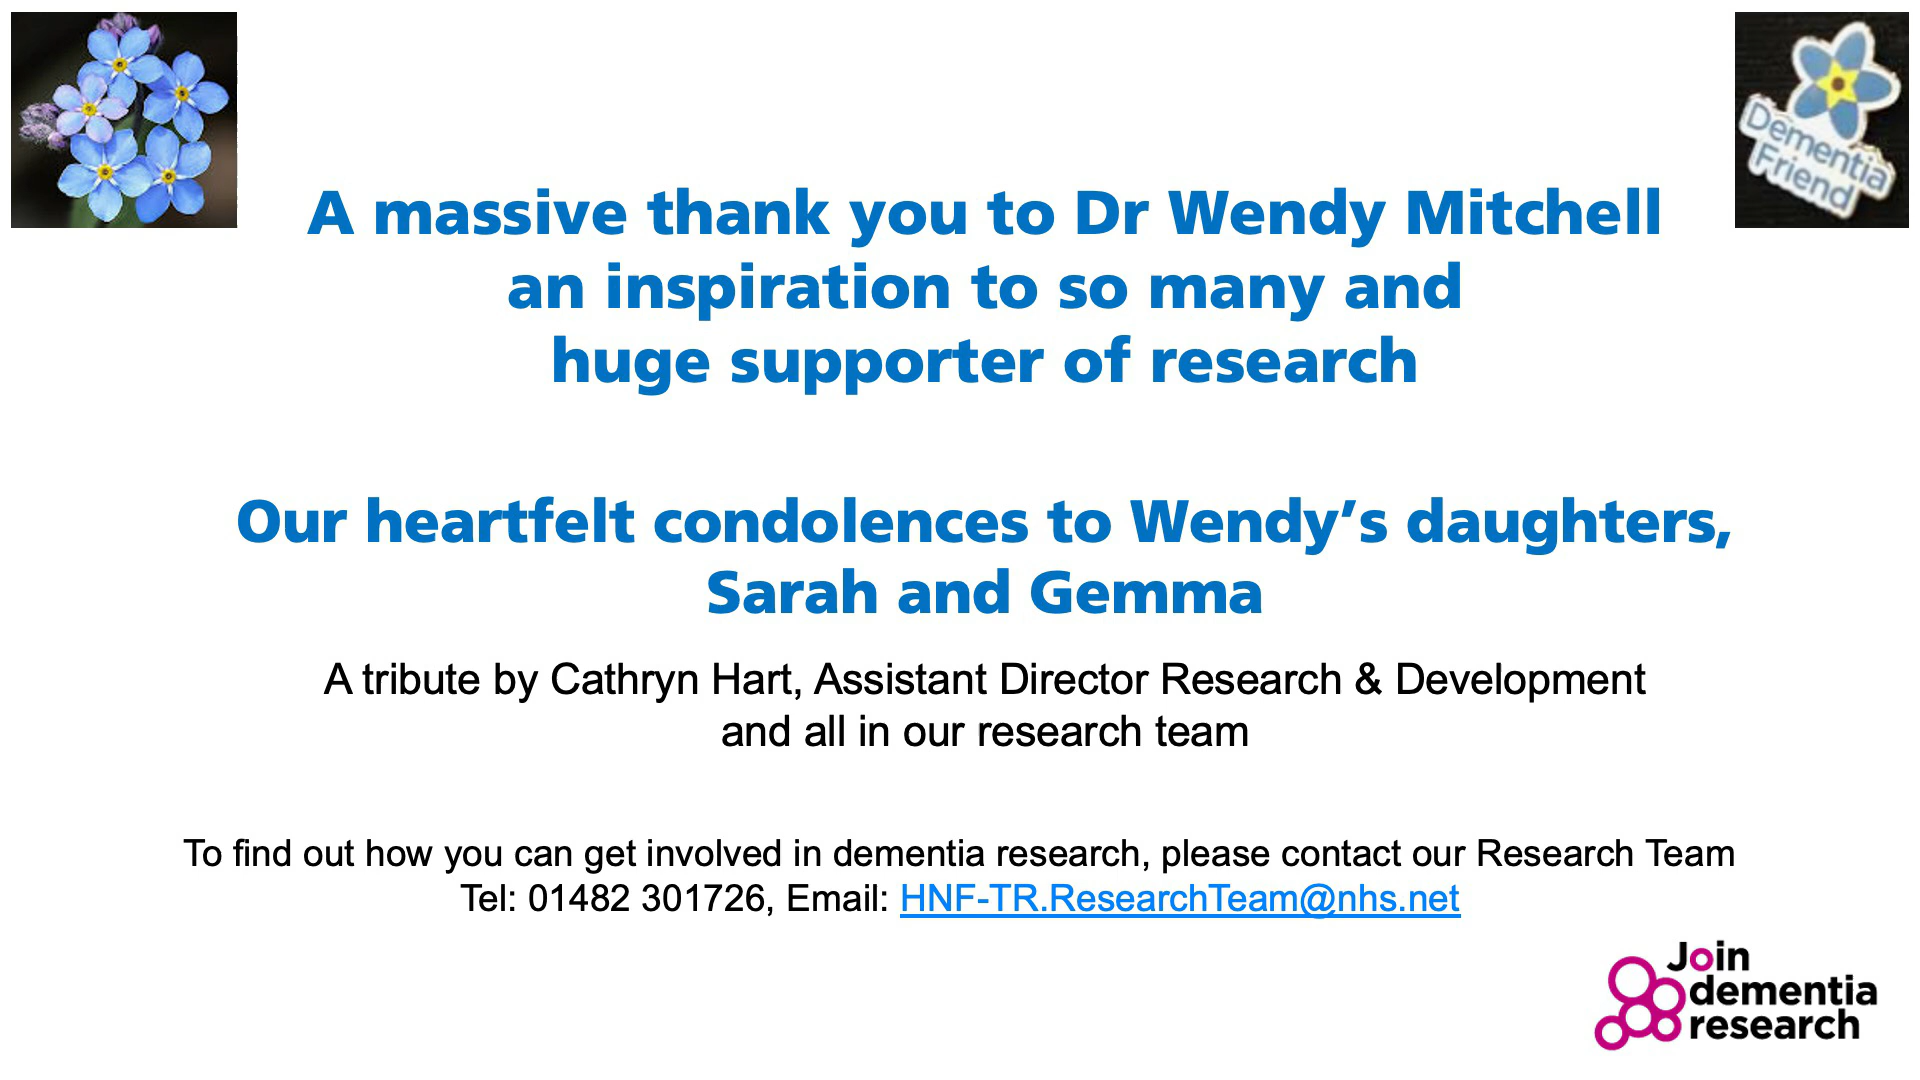 Dementia
Friend
A massive thank you to Dr Wendy Mitchell
an inspiration to so many and
huge supporter of research
Our heartfelt condolences to Wendy’s daughters,
Sarah and Gemma
A tribute by Cathryn Hart, Assistant Director Research & Development
and all in our research team
To find out how you can get involved in dementia research, please contact our Research Team
Tel: 01482 301726, Email: HNF-TR.ResearchTeam@nhs.net
Join
dementia
research